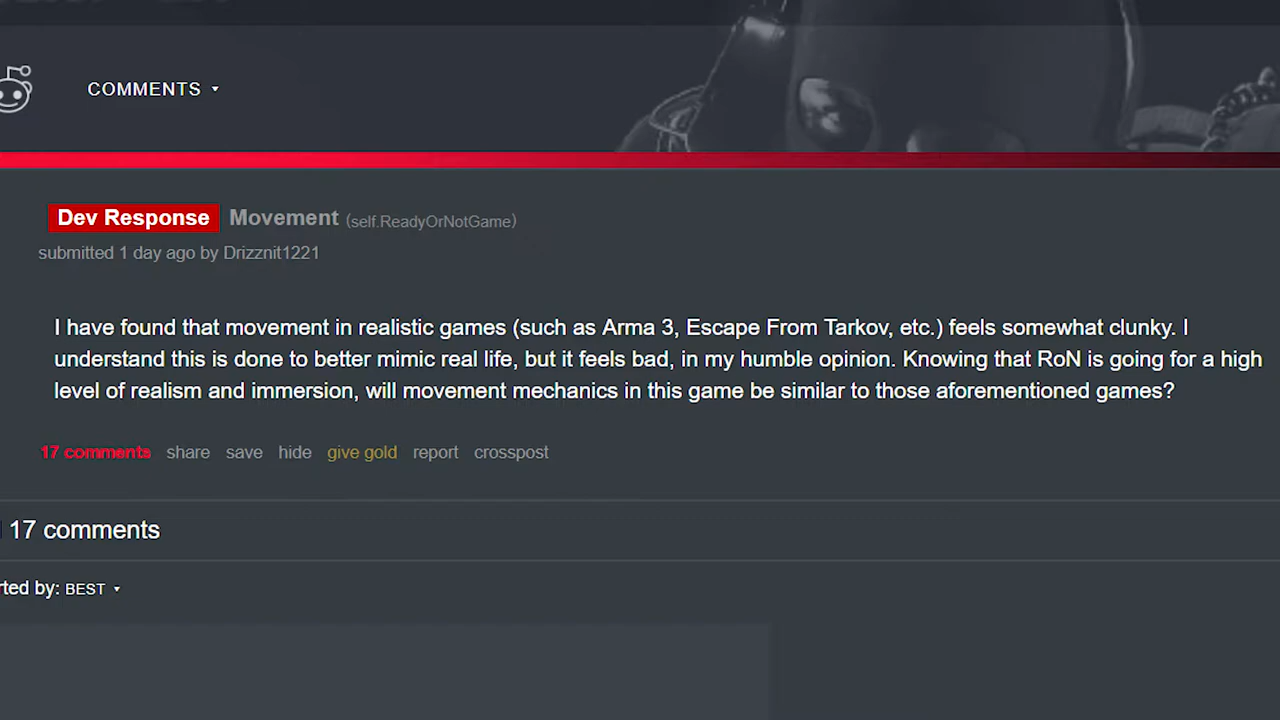 COMMENTS
Dev Response Movement (self.ReadyOrNotGame)
submitted 1 day ago by Drizznit1221
I have found that movement in realistic games (such as Arma 3, Escape From Tarkov, etc.) feels somewhat clunky. I
understand this is done to better mimic real life, but it feels bad, in my humble opinion. Knowing that RoN is going for a high
level of realism and immersion, will movement mechanics in this game be similar to those aforementioned games?
17 comments share save hide give gold report crosspost
17 comments
rted by: BEST